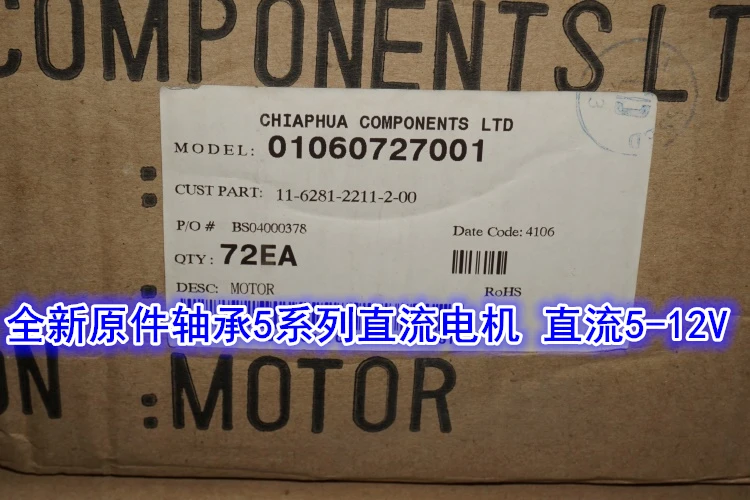 COMPONENTS LT
CHIAPHUA COMPONENTS LTD
MODEL: 01060727001
CUST PART: 11-6281-2211-2-00
P/O # BS04000378
Date Code: 4106
QTY: 72EA
DESC: MOTOR
RoHS
全新原件轴承5系列直流电机 直流5-12V
ON :MOTOR